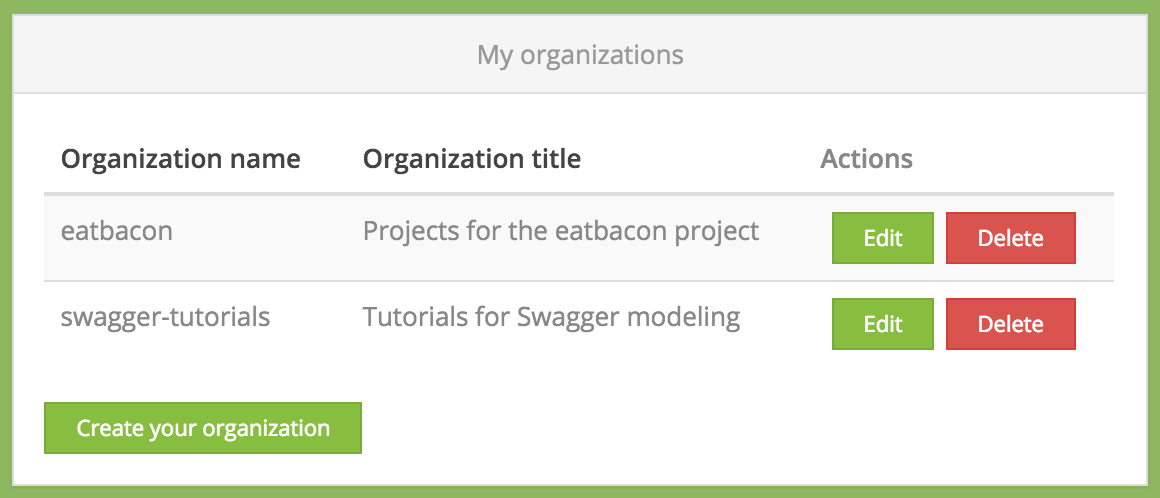 My organizations
Organization name Organization title Actions
eatbacon Projects for the eatbacon project Edit Delete
swagger-tutorials Tutorials for Swagger modeling Edit Delete
Create your organization